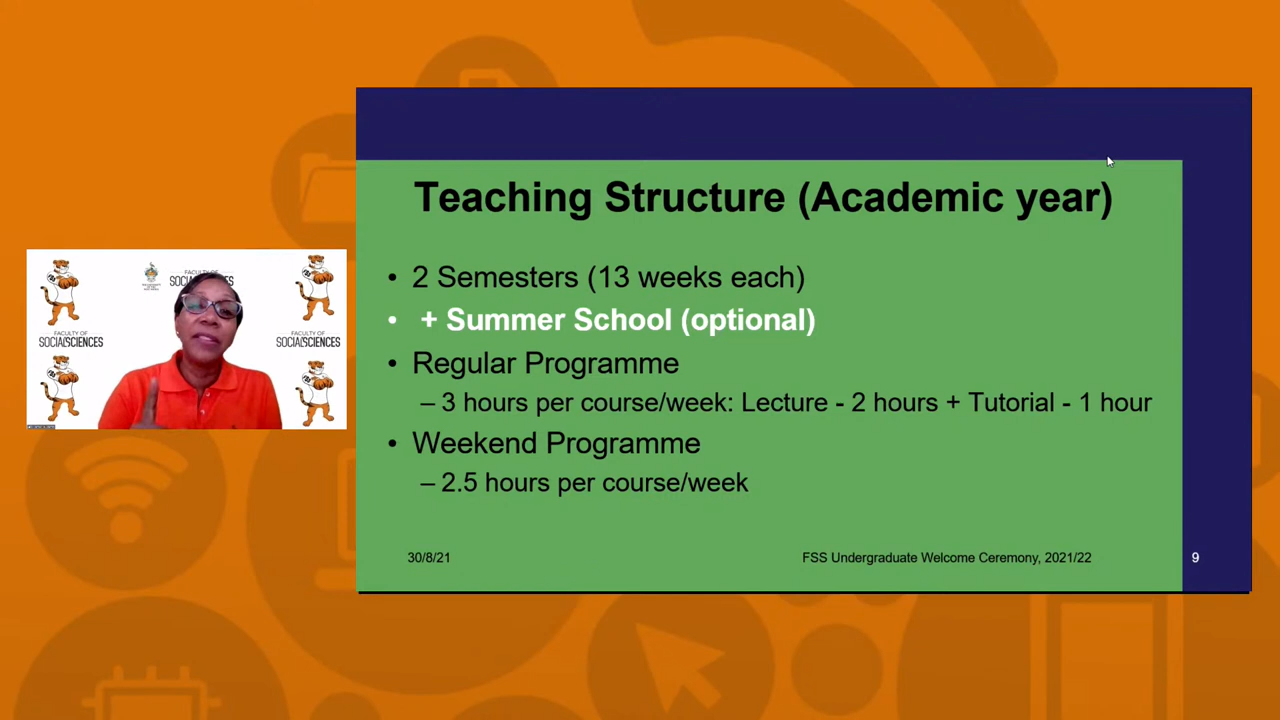 FACULTY OF
SOCIAL SCIENCES
FACULTY OF
SOCIAL SCIENCES
FACULTY OF
SOCIAL SCIENCES
Teaching Structure (Academic year)
• 2 Semesters (13 weeks each)
• + Summer School (optional)
• Regular Programme
– 3 hours per course/week: Lecture - 2 hours + Tutorial - 1 hour
• Weekend Programme
– 2.5 hours per course/week
30/8/21
FSS Undergraduate Welcome Ceremony, 2021/22
9